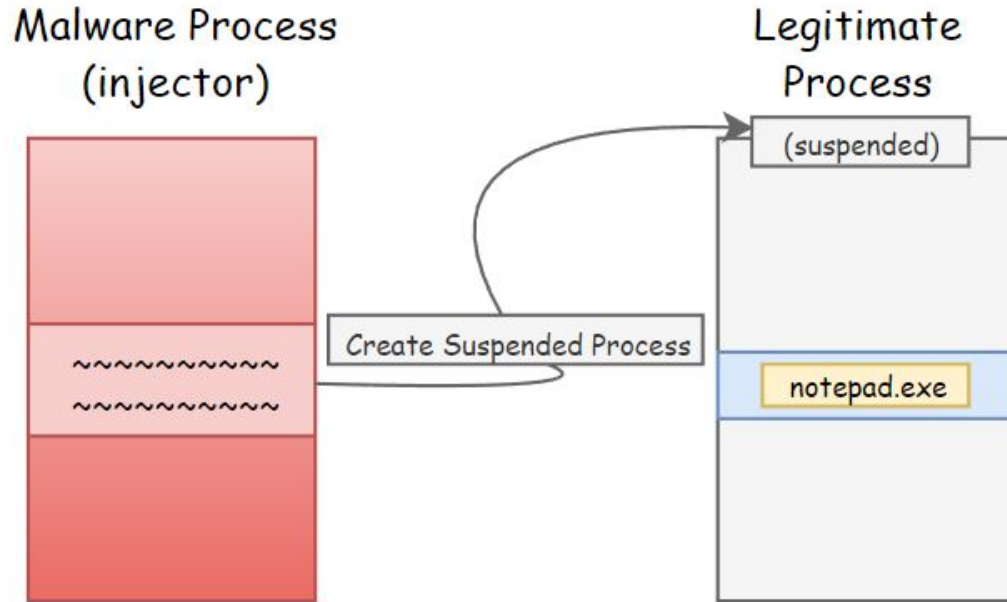 Malware Process
(injector)
Legitimate
Process
(suspended)
Create Suspended Process
~~~~~~~~~~
~~~~~~~~~~
notepad.exe